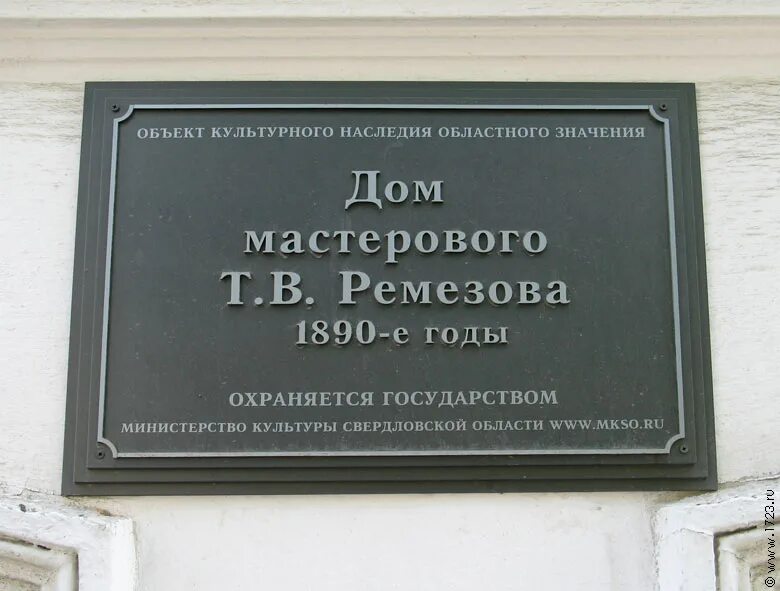 ОБЪЕКТ КУЛЬТУРНОГО НАСЛЕДИЯ ОБЛАСТНОГО ЗНАЧЕНИЯ
Дом
мастерового
Т.В. Ремезова
1890-е годы
ОХРАНЯЕТСЯ ГОСУДАРСТВОМ
МИНИСТЕРСТВО КУЛЬТУРЫ СВЕРДЛОВСКОЙ ОБЛАСТИ WWW.MKSO.RU
© www.1723.ru